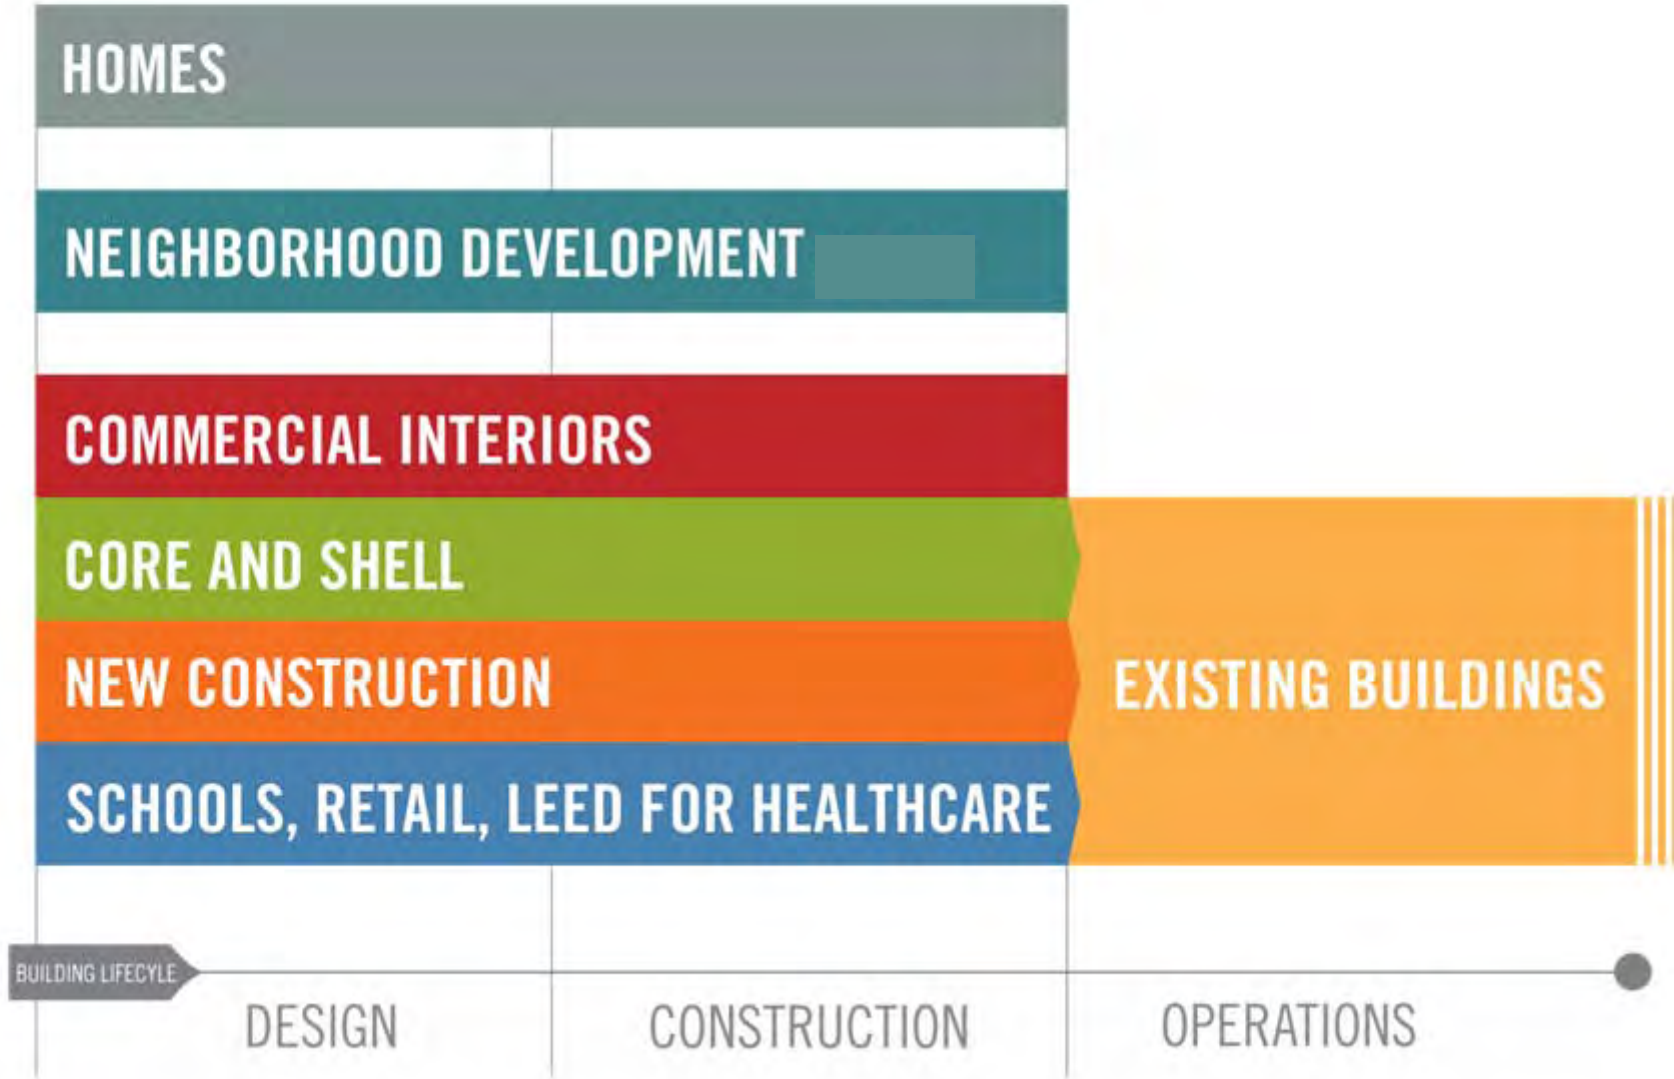 HOMES
NEIGHBORHOOD DEVELOPMENT
COMMERCIAL INTERIORS
CORE AND SHELL
NEW CONSTRUCTION
EXISTING BUILDINGS
SCHOOLS, RETAIL, LEED FOR HEALTHCARE
BUILDING LIFECYLE
DESIGN
CONSTRUCTION
OPERATIONS